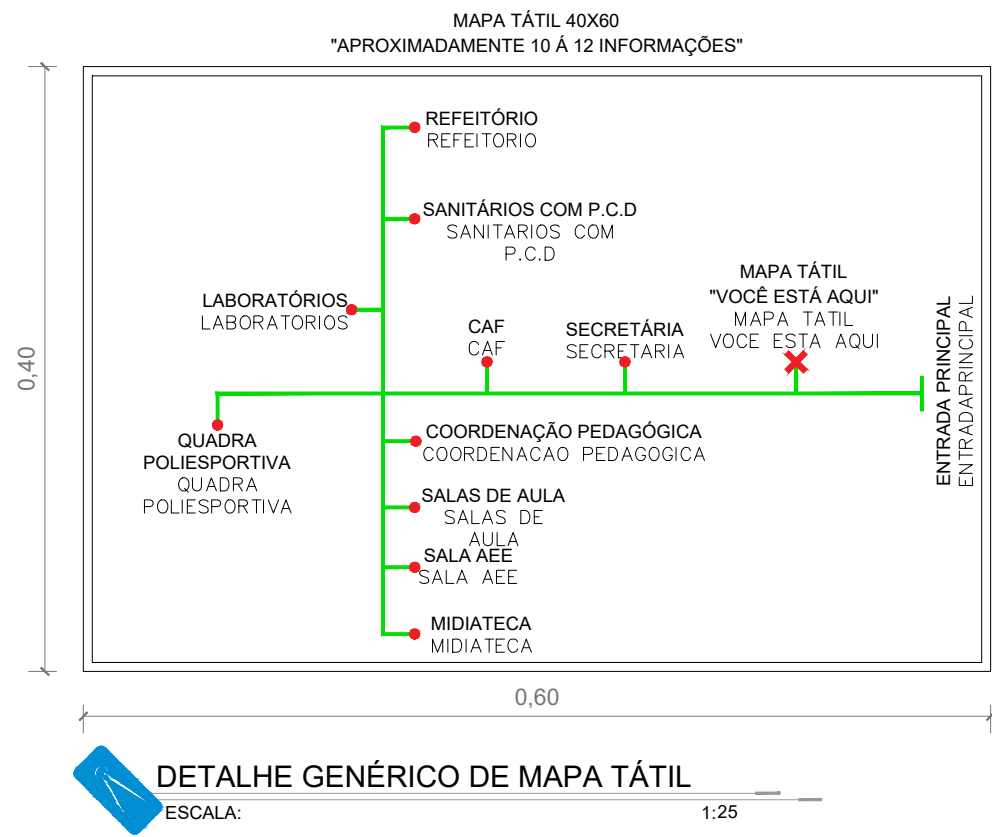 MAPA TÁTIL 40X60
"APROXIMADAMENTE 10 Á 12 INFORMAÇÕES"
REFEITÓRIO
REFEITORIO
SANITÁRIOS COM P.C.D
SANITARIOS COM
P.C.D
LABORATÓRIOS
LABORATORIOS
CAF
CAF
SECRETÁRIA
SECRETARIA
MAPA TÁTIL
"VOCÊ ESTÁ AQUI"
MAPA TATIL
VOCE ESTA AQUI
ENTRADA PRINCIPAL
ENTRADAPRINCIPAL
QUADRA
POLIESPORTIVA
QUADRA
POLIESPORTIVA
COORDENAÇÃO PEDAGÓGICA
COORDENACAO PEDAGOGICA
SALAS DE AULA
SALAS DE
AULA
SALA AEE
SALA AEE
MIDIATECA
MIDIATECA
0,40
0,60
DETALHE GENÉRICO DE MAPA TÁTIL
ESCALA: 1:25